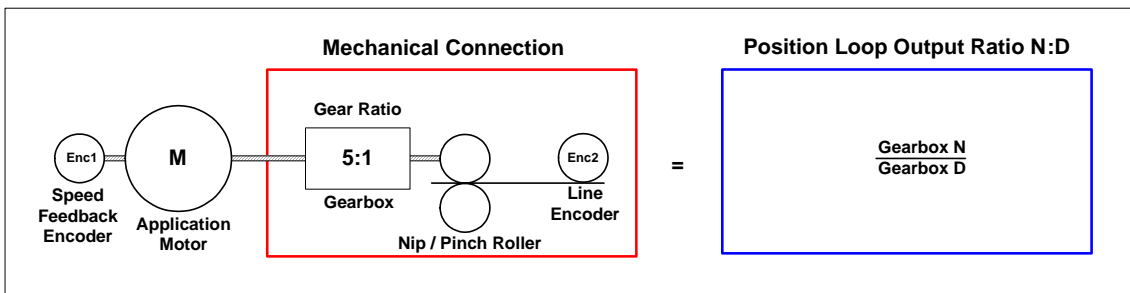 Mechanical Connection
Position Loop Output Ratio N:D
Gear Ratio
Enc1
M
5:1
Enc2
=
Gearbox N
Gearbox D
Speed
Feedback
Encoder
Application
Motor
Gearbox
Nip / Pinch Roller
Line
Encoder